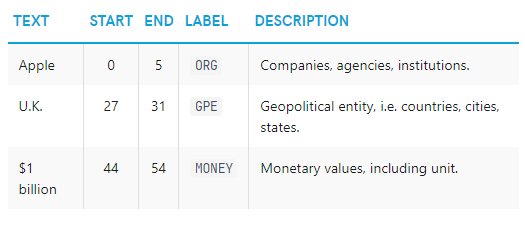 TEXT START END LABEL DESCRIPTION
Apple 0 5 ORG Companies, agencies, institutions.
U.K. 27 31 GPE Geopolitical entity, i.e. countries, cities,
states.
$1 44 54 MONEY Monetary values, including unit.
billion